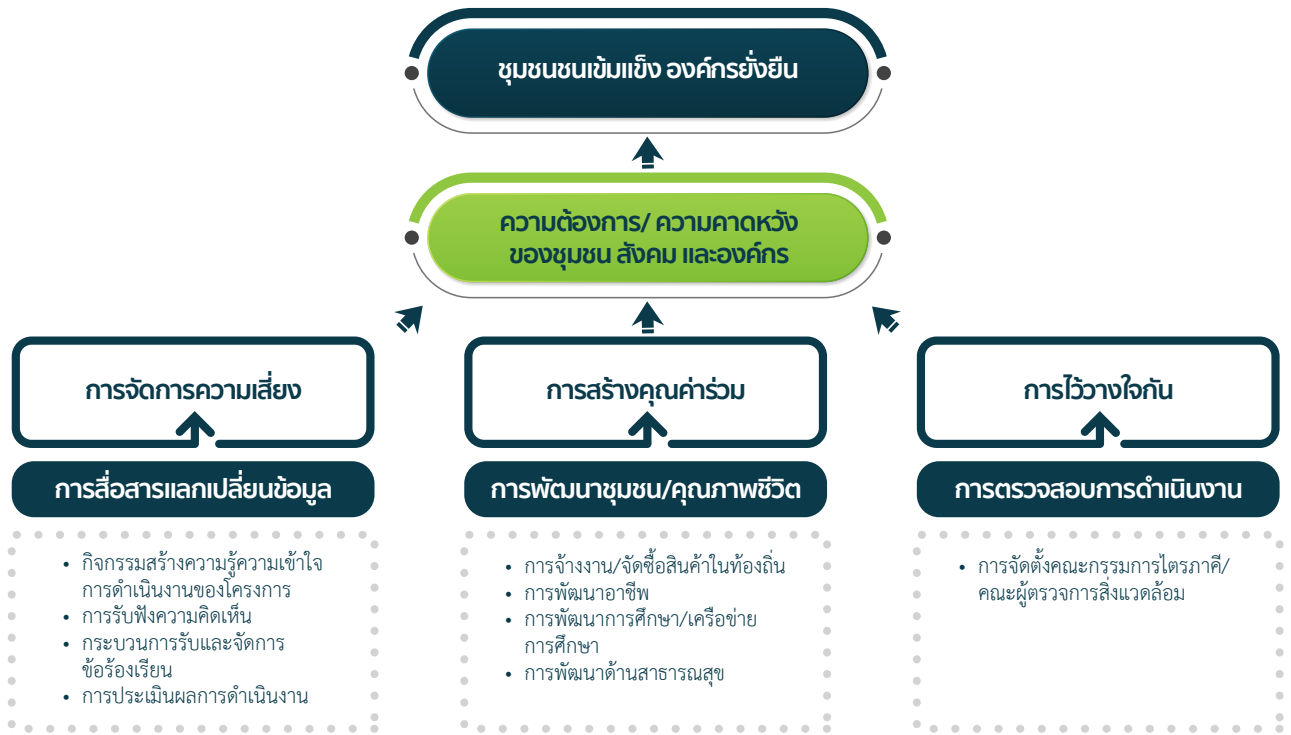 ชุมชนชนเข้มแข็ง องค์กรยั่งยืน
ความต้องการ/ ความคาดหวัง
ของชุมชน สังคม และองค์กร
การจัดการความเสี่ยง
การสื่อสารแลกเปลี่ยนข้อมูล
• กิจกรรมสร้างความรู้ความเข้าใจ
การดำเนินงานของโครงการ
• การรับฟังความคิดเห็น
• กระบวนการรับและจัดการ
ข้อร้องเรียน
• การประเมินผลการดำเนินงาน
การสร้างคุณค่าร่วม
การพัฒนาชุมชน/คุณภาพชีวิต
• การจ้างงาน/จัดซื้อสินค้าในท้องถิ่น
• การพัฒนาอาชีพ
• การพัฒนาการศึกษา/เครือข่าย
การศึกษา
• การพัฒนาด้านสาธารณสุข
การไว้วางใจกัน
การตรวจสอบการดำเนินงาน
• การจัดตั้งคณะกรรมการไตรภาคี/
คณะผู้ตรวจการสิ่งแวดล้อม